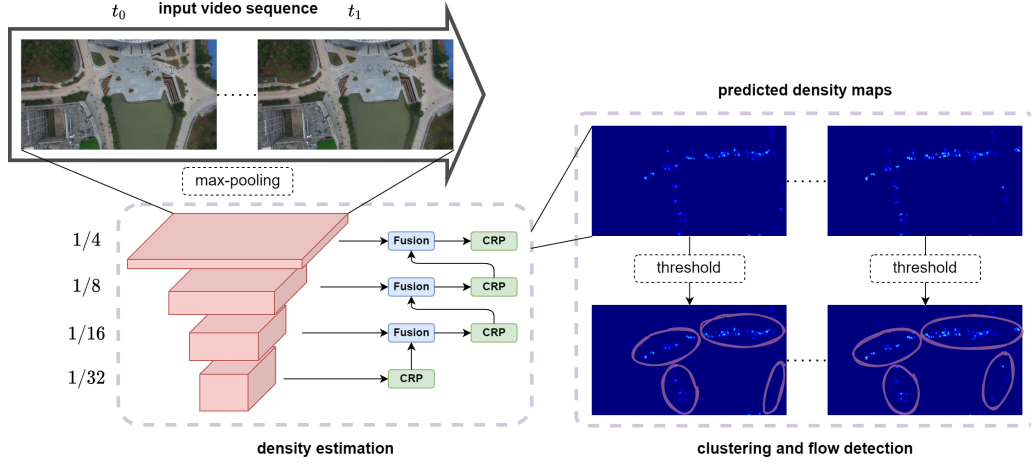 t₀ input video sequence t₁
predicted density maps
max-pooling
1/4 Fusion CRP
1/8 Fusion CRP
1/16 Fusion CRP
1/32 CRP
threshold threshold
density estimation
clustering and flow detection